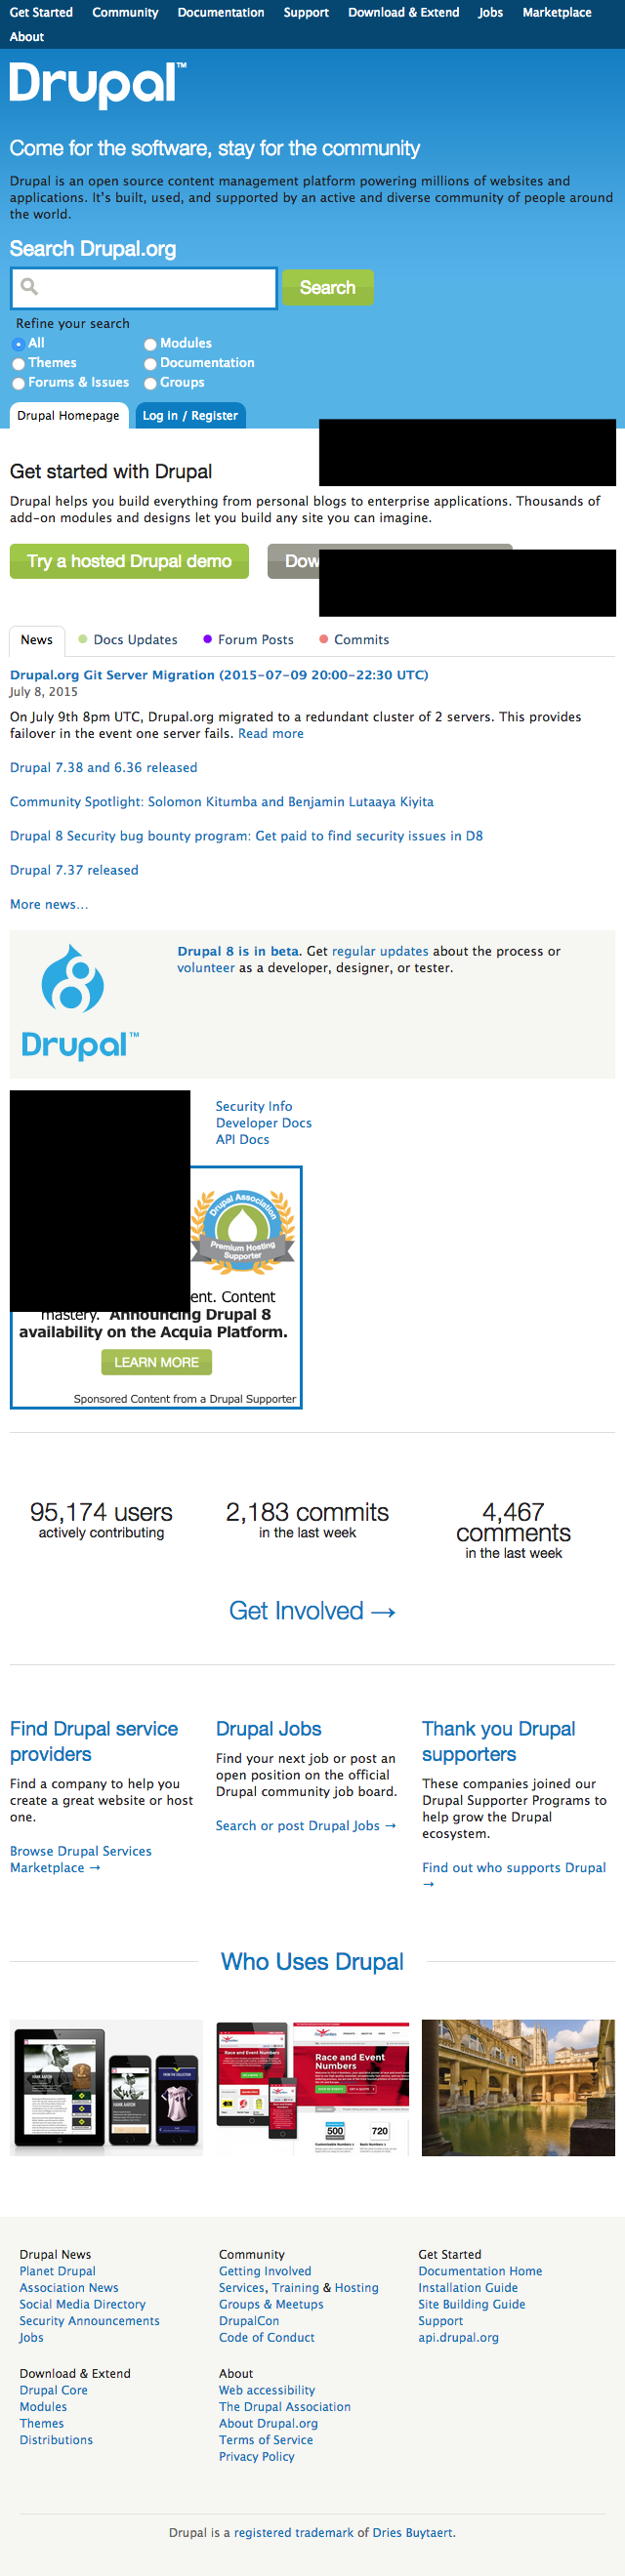 Get Started Community Documentation Support Download & Extend Jobs Marketplace
About
Drupal™
Come for the software, stay for the community
Drupal is an open source content management platform powering millions of websites and
applications. It's built, used, and supported by an active and diverse community of people around
the world.
Search Drupal.org
Search
Refine your search
All Modules
Themes Documentation
Forums & Issues Groups
Drupal Homepage Log in / Register
Get started with Drupal
Drupal helps you build everything from personal blogs to enterprise applications. Thousands of
add-on modules and designs let you build any site you can imagine.
Try a hosted Drupal demo
News Docs Updates Forum Posts Commits
Drupal.org Git Server Migration (2015-07-09 20:00-22:30 UTC)
July 8, 2015
On July 9th 8pm UTC, Drupal.org migrated to a redundant cluster of 2 servers. This provides
failover in the event one server fails. Read more
Drupal 7.38 and 6.36 released
Community Spotlight: Solomon Kitumba and Benjamin Lutaaya Kiyita
Drupal 8 Security bug bounty program: Get paid to find security issues in D8
Drupal 7.37 released
More news...
Drupal 8 is in beta. Get regular updates about the process or
volunteer as a developer, designer, or tester.
Drupal™
Security Info
Developer Docs
API Docs
Drupal Association
Premium Hosting
Supporter
Content
mastery. Announcing Drupal 8
availability on the Acquia Platform.
LEARN MORE
Sponsored Content from a Drupal Supporter
95,174 users 2,183 commits 4,467
comments
actively contributing in the last week in the last week
Get Involved →
Find Drupal service
providers
Find a company to help you
create a great website or host
one.
Browse Drupal Services
Marketplace →
Drupal Jobs
Find your next job or post an
open position on the official
Drupal community job board.
Search or post Drupal Jobs →
Thank you Drupal
supporters
These companies joined our
Drupal Supporter Programs to
help grow the Drupal
ecosystem.
Find out who supports Drupal
→
Who Uses Drupal
HANK AARON
Race and Event
Numbers
Race and Event
Numbers
500
720
Drupal News
Planet Drupal
Association News
Social Media Directory
Security Announcements
Jobs
Community
Getting Involved
Services, Training & Hosting
Groups & Meetups
DrupalCon
Code of Conduct
Get Started
Documentation Home
Installation Guide
Site Building Guide
Support
api.drupal.org
Download & Extend
Drupal Core
Modules
Themes
Distributions
About
Web accessibility
The Drupal Association
About Drupal.org
Terms of Service
Privacy Policy
Drupal is a registered trademark of Dries Buytaert.